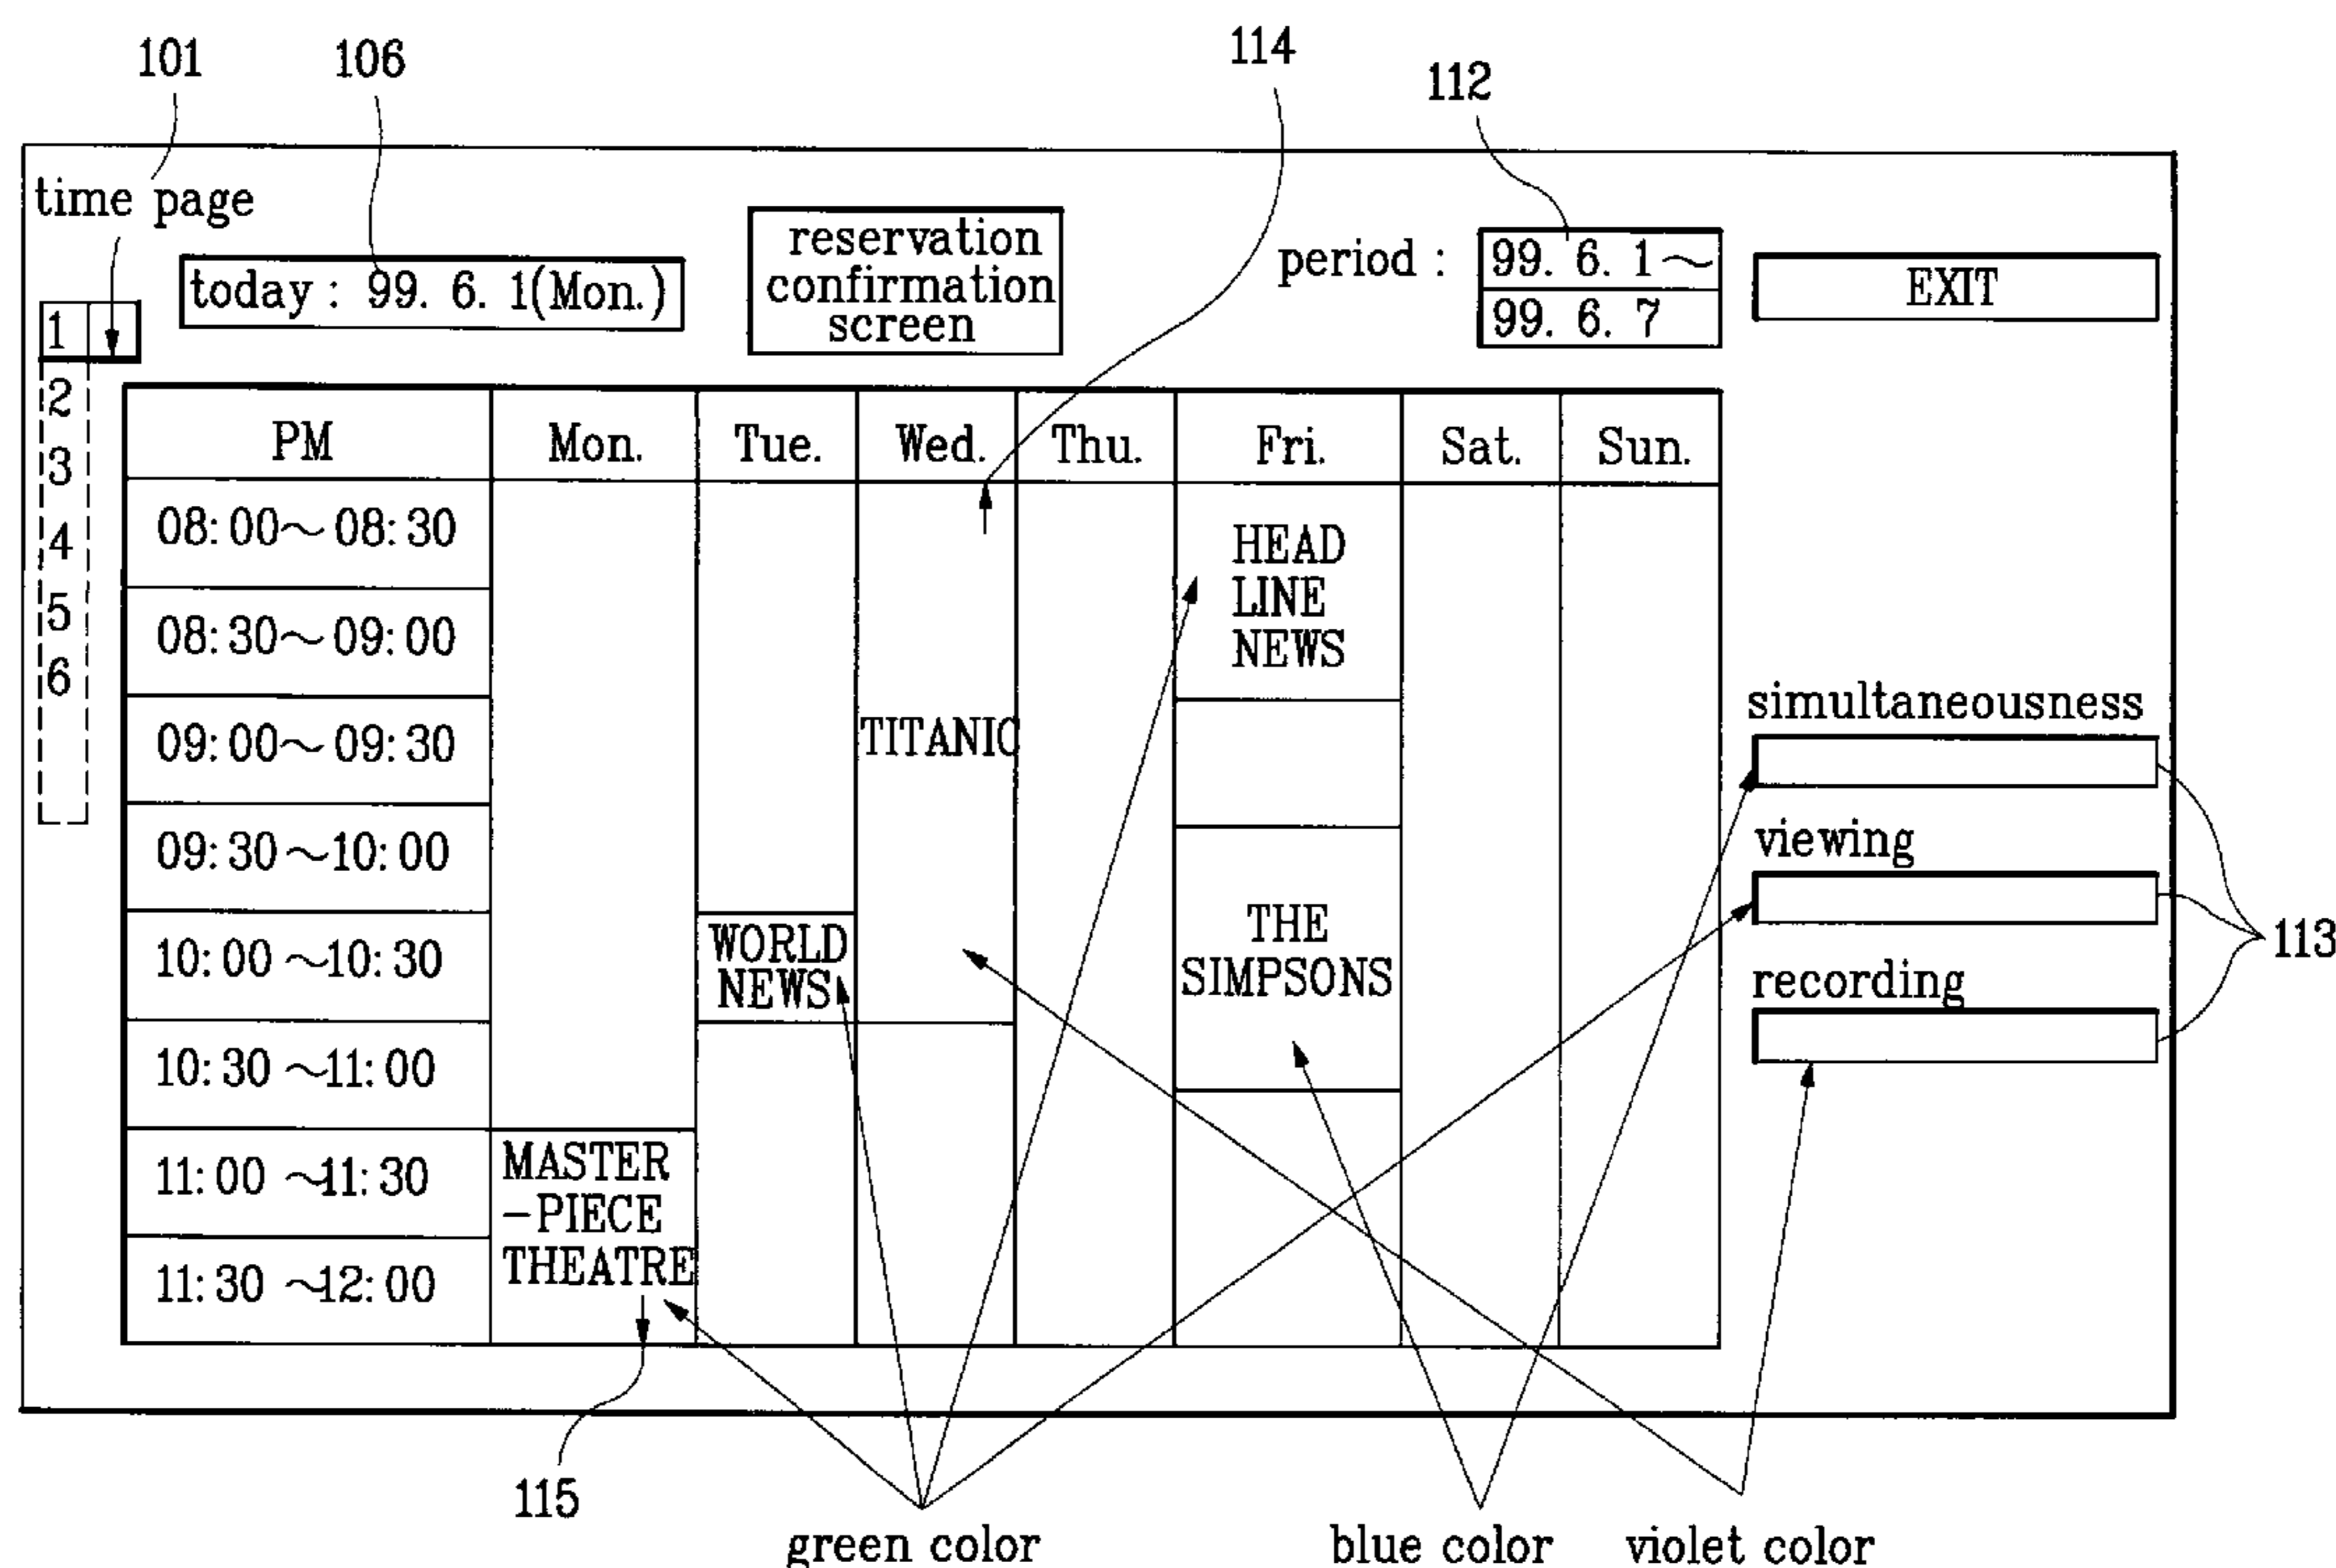 101
106
114
112
time page
today : 99. 6. 1(Mon.)
reservation
confirmation
screen
period :
99. 6. 1~
99. 6. 7
EXIT
1
2
3
4
5
6
PM Mon. Tue. Wed. Thu. Fri. Sat. Sun.
08:00~08:30
08:30~09:00
09:00~09:30
09:30~10:00
10:00~10:30
10:30~11:00
11:00~11:30
11:30~12:00
MASTER
-PIECE
THEATRE
WORLD
NEWS
TITANIC
HEAD
LINE
NEWS
THE
SIMPSONS
simultaneousness
viewing
recording
113
115
green color
blue color
violet color